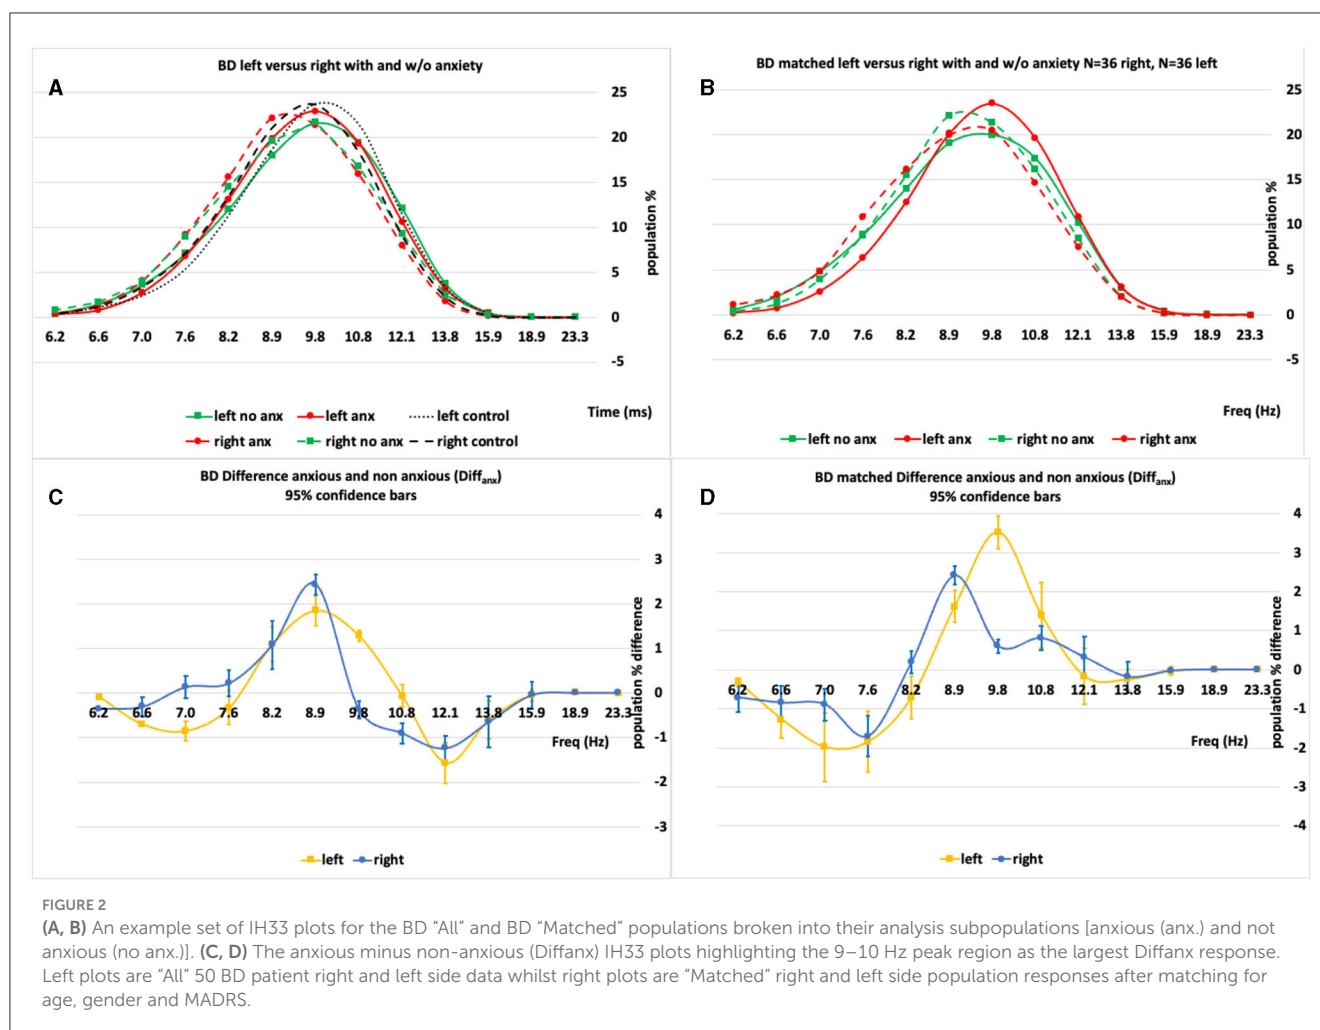 BD left versus right with and w/o anxiety
A
25
20
15
10
5
0
-5
population %
6.2 6.6 7.0 7.6 8.2 8.9 9.8 10.8 12.1 13.8 15.9 18.9 23.3
left no anx left anx left control
right anx right no anx right control
Time (ms)
BD matched left versus right with and w/o anxiety N=36 right, N=36 left
B
25
20
15
10
5
0
-5
population %
6.2 6.6 7.0 7.6 8.2 8.9 9.8 10.8 12.1 13.8 15.9 18.9 23.3
Freq (Hz)
left no anx left anx right no anx right anx
BD Difference anxious and non anxious (Diffanx)
95% confidence bars
C
4
3
2
1
0
-1
-2
-3
population % difference
6.2 6.6 7.0 7.6 8.2 8.9 9.8 10.8 12.1 13.8 15.9 18.9 23.3
Freq (Hz)
left right
BD matched Difference anxious and non anxious (Diffanx)
95% confidence bars
D
4
3
2
1
0
-1
-2
-3
-4
population % difference
6.2 6.6 7.0 7.6 8.2 8.9 9.8 10.8 12.1 13.8 15.9 18.9 23.3
Freq (Hz)
left right
FIGURE 2
(A, B) An example set of IH33 plots for the BD “All” and BD “Matched” populations broken into their analysis subpopulations [anxious (anx.) and not
anxious (no anx.)]. (C, D) The anxious minus non-anxious (Diffanx) IH33 plots highlighting the 9–10 Hz peak region as the largest Diffanx response.
Left plots are “All” 50 BD patient right and left side data whilst right plots are “Matched” right and left side population responses after matching for
age, gender and MADRS.